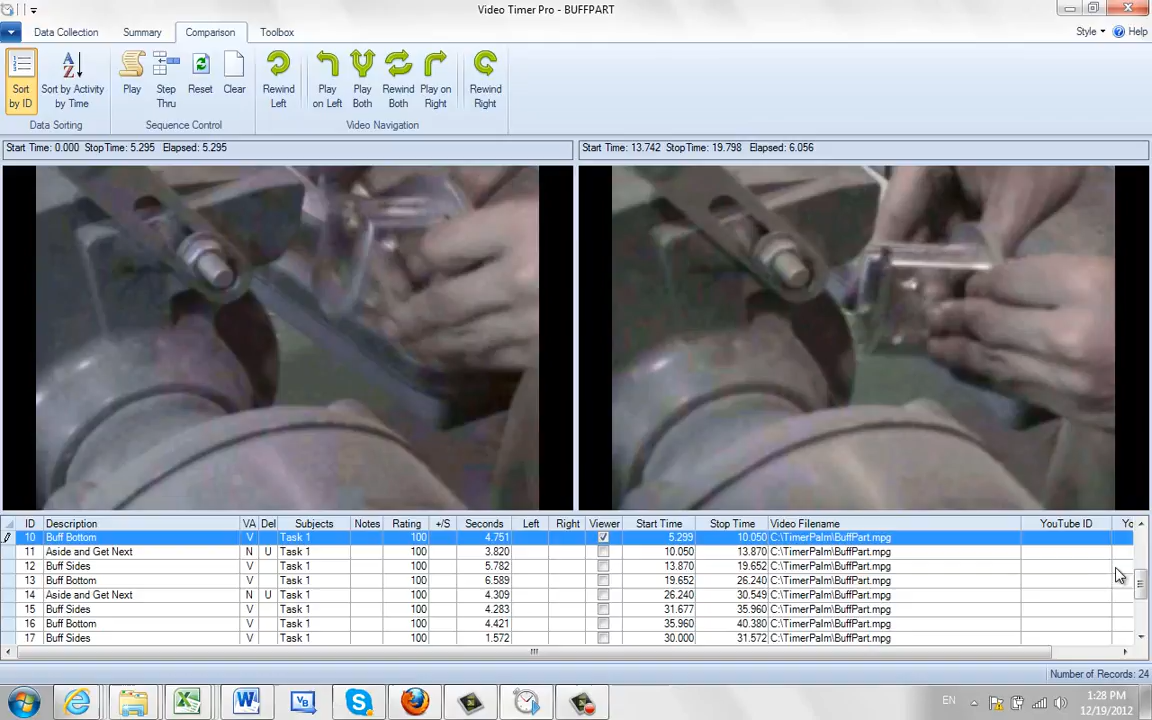 Video Timer Pro - BUFFPART
Data Collection Summary Comparison Toolbox Style Help
Sort by ID Sort by Activity by Time Play Step Thru Reset Clear Rewind Left Play on Left Play Both Rewind Both Play on Right Rewind Right
Data Sorting Sequence Control Video Navigation
Start Time: 0.000 StopTime: 5.295 Elapsed: 5.295 Start Time: 13.742 StopTime: 19.798 Elapsed: 6.056
ID Description VA Del Subjects Notes Rating +/S Seconds Left Right Viewer Start Time Stop Time Video Filename YouTube ID Yo
10 Buff Bottom V Task 1 100 4.751 5.299 10.050 C:\TimerPalm\BuffPart.mpg
11 Aside and Get Next N U Task 1 100 3.820 10.050 13.870 C:\TimerPalm\BuffPart.mpg
12 Buff Sides V Task 1 100 5.782 13.870 19.652 C:\TimerPalm\BuffPart.mpg
13 Buff Bottom V Task 1 100 6.589 19.652 26.240 C:\TimerPalm\BuffPart.mpg
14 Aside and Get Next N U Task 1 100 4.309 26.240 30.549 C:\TimerPalm\BuffPart.mpg
15 Buff Sides V Task 1 100 4.283 31.677 35.960 C:\TimerPalm\BuffPart.mpg
16 Buff Bottom V Task 1 100 4.421 35.960 40.380 C:\TimerPalm\BuffPart.mpg
17 Buff Sides V Task 1 100 1.572 30.000 31.572 C:\TimerPalm\BuffPart.mpg
Number of Records: 24
EN 1:28 PM
12/19/2012